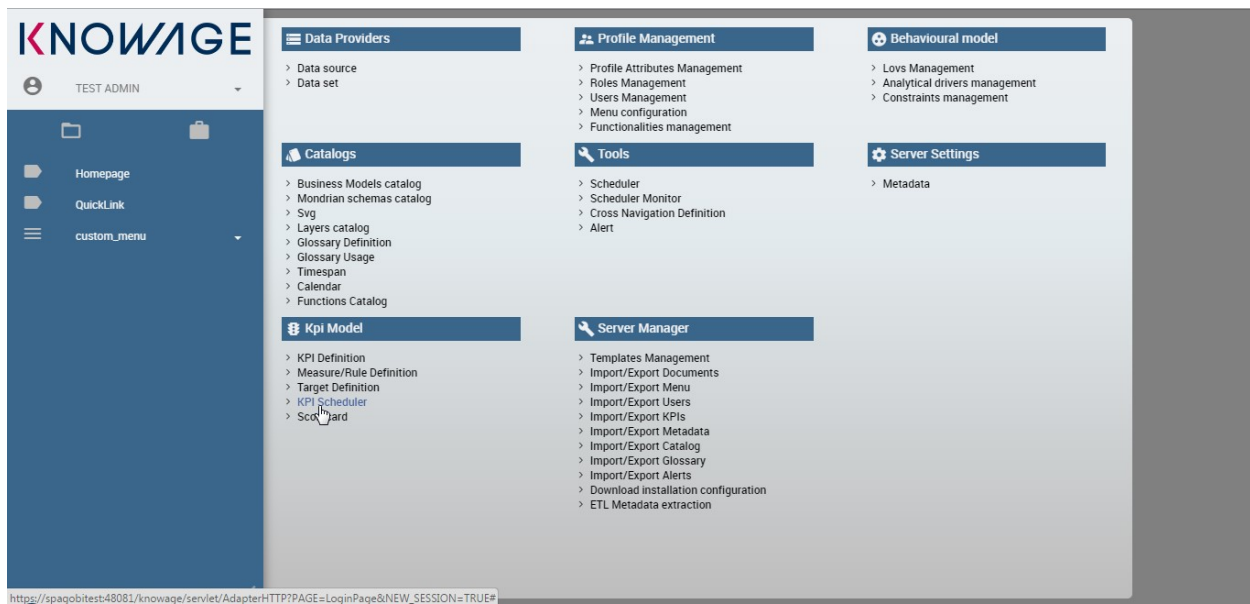 KNOWAGE
TEST ADMIN
Homepage
QuickLink
custom_menu
Data Providers
> Data source
> Data set
Profile Management
> Profile Attributes Management
> Roles Management
> Users Management
> Menu configuration
> Functionalities management
Behavioural model
> Lovs Management
> Analytical drivers management
> Constraints management
Catalogs
> Business Models catalog
> Mondrian schemas catalog
> Svg
> Layers catalog
> Glossary Definition
> Glossary Usage
> Timespan
> Calendar
> Functions Catalog
Tools
> Scheduler
> Scheduler Monitor
> Cross Navigation Definition
> Alert
Server Settings
> Metadata
Kpi Model
> KPI Definition
> Measure/Rule Definition
> Target Definition
> KPI Scheduler
>
Server Manager
> Templates Management
> Import/Export Documents
> Import/Export Menu
> Import/Export Users
> Import/Export KPIs
> Import/Export Metadata
> Import/Export Catalog
> Import/Export Glossary
> Import/Export Alerts
> Download installation configuration
> ETL Metadata extraction
https://spagobitest:48081/knowage/servlet/AdapterHTTP?PAGE=LoginPage&NEW_SESSION=TRUE#